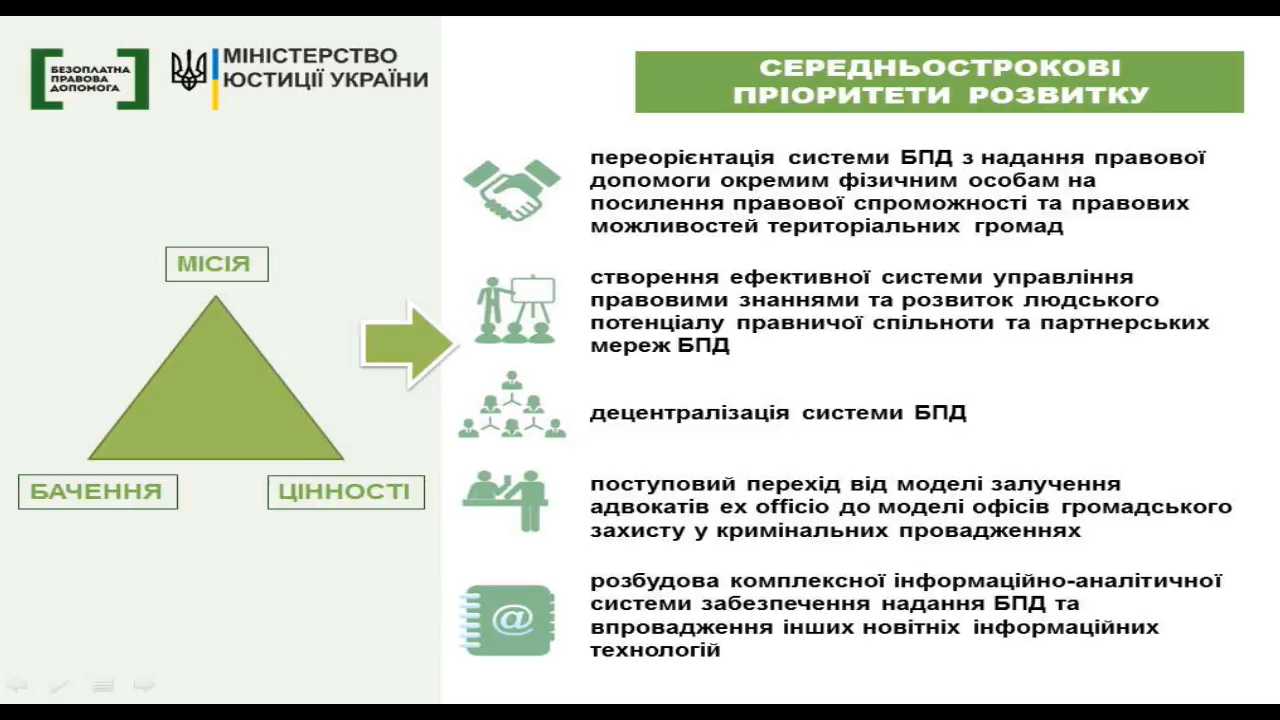 БЕЗОПЛАТНА
ПРАВОВА
ДОПОМОГА
МІНІСТЕРСТВО
ЮСТИЦІЇ УКРАЇНИ
МІСІЯ
БАЧЕННЯ
ЦІННОСТІ
СЕРЕДНЬОСТРОКОВІ
ПРІОРИТЕТИ РОЗВИТКУ
переорієнтація системи БПД з надання правової
допомоги окремим фізичним особам на
посилення правової спроможності та правових
можливостей територіальних громад
створення ефективної системи управління
правовими знаннями та розвиток людського
потенціалу правничої спільноти та партнерських
мереж БПД
децентралізація системи БПД
поступовий перехід від моделі залучення
адвокатів ex officio до моделі офісів громадського
захисту у кримінальних провадженнях
розбудова комплексної інформаційно-аналітичної
системи забезпечення надання БПД та
впровадження інших новітніх інформаційних
технологій
@